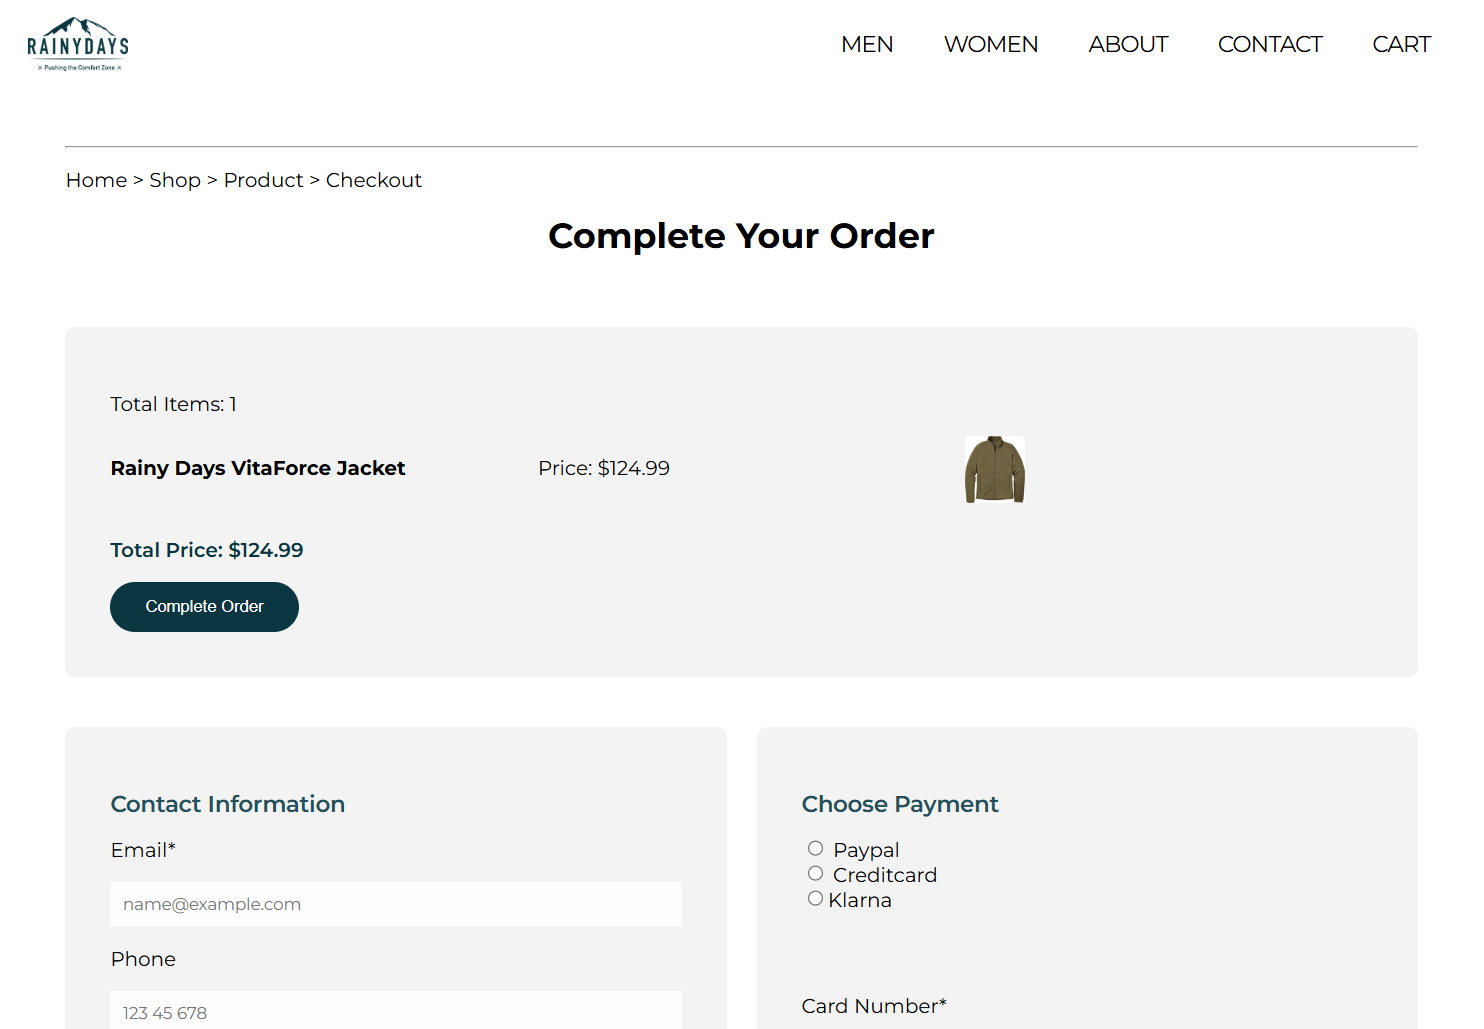 RAINYDAYS
× Pushing the Comfort Zone ×
MEN WOMEN ABOUT CONTACT CART
Home > Shop > Product > Checkout
Complete Your Order
Total Items: 1
Rainy Days VitaForce Jacket Price: $124.99
Total Price: $124.99
Complete Order
Contact Information
Email*
name@example.com
Phone
123 45 678
Choose Payment
Paypal
Creditcard
Klarna
Card Number*